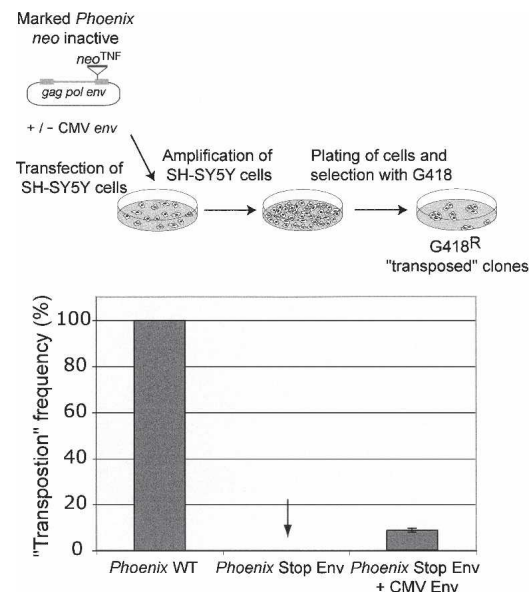 Marked Phoenix
neo inactive
neoTNF
gag pol env
+ / - CMV env
Transfection of
SH-SY5Y cells
Amplification of
SH-SY5Y cells
Plating of cells and
selection with G418
G418R
"transposed" clones
"Transpostion" frequency (%)
100
80
60
40
20
0
Phoenix WT
Phoenix Stop Env
Phoenix Stop Env
+ CMV Env